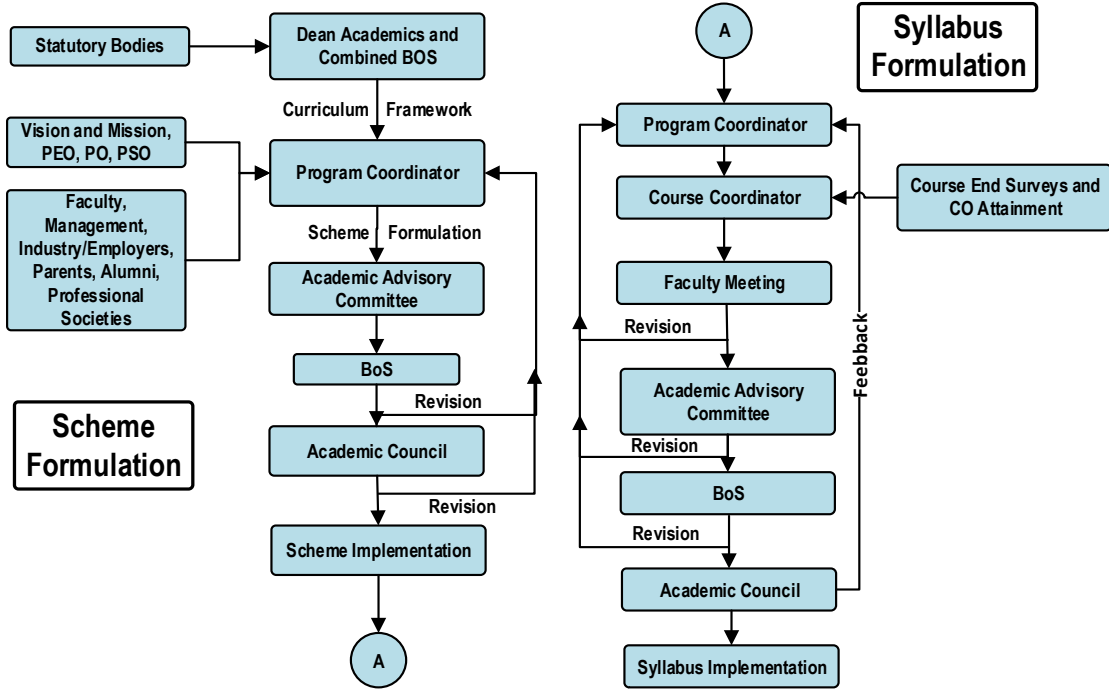 Statutory Bodies
Dean Academics and
Combined BOS
Curriculum Framework
Vision and Mission,
PEO, PO, PSO
Program Coordinator
Faculty,
Management,
Industry/Employers,
Parents, Alumni,
Professional
Societies
Scheme Formulation
Academic Advisory
Committee
BoS
Revision
Scheme
Formulation
Academic Council
Revision
Scheme Implementation
A
A
Syllabus
Formulation
Program Coordinator
Course Coordinator
Course End Surveys and
CO Attainment
Faculty Meeting
Revision
Feebback
Academic Advisory
Committee
Revision
BoS
Revision
Academic Council
Syllabus Implementation